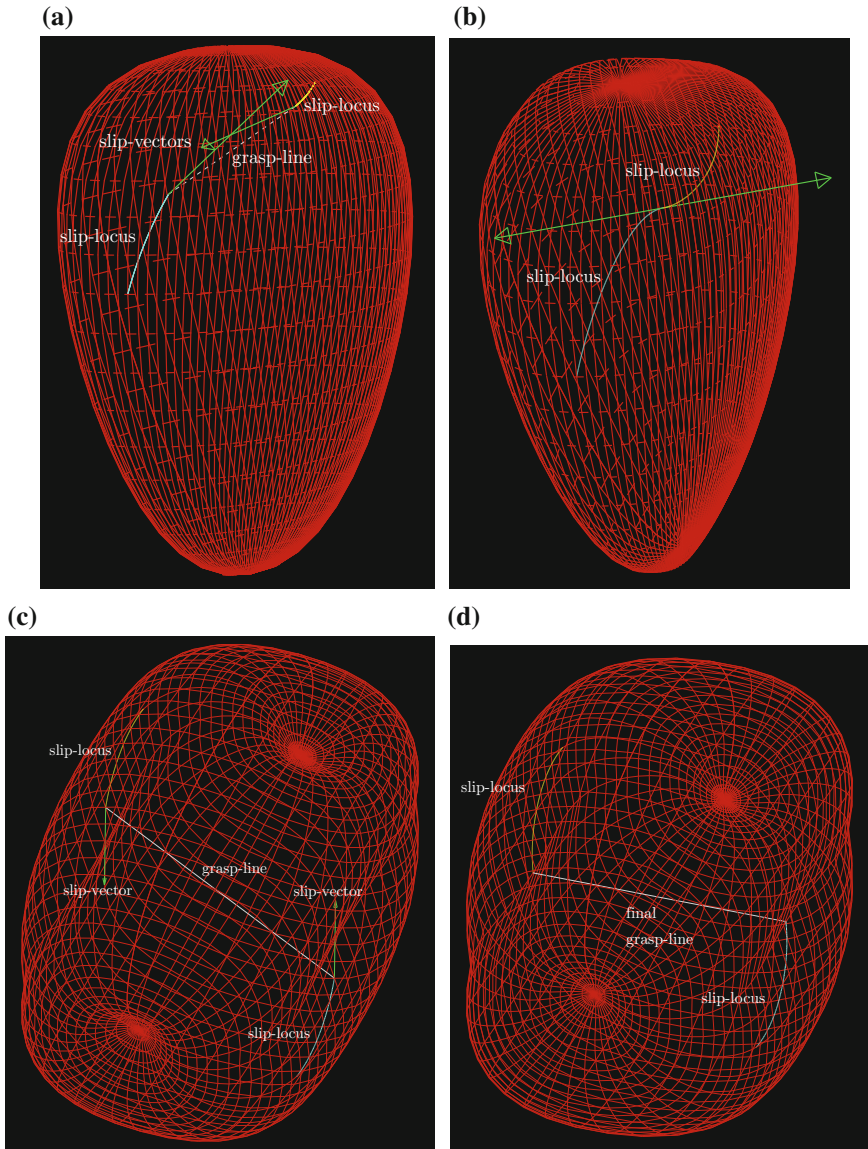 (a)
(b)
slip-locus
slip-vectors
grasp-line
slip-locus
slip-locus
slip-locus
(c)
(d)
slip-locus
grasp-line
slip-vector
slip-vector
slip-locus
slip-locus
final
grasp-line
slip-locus